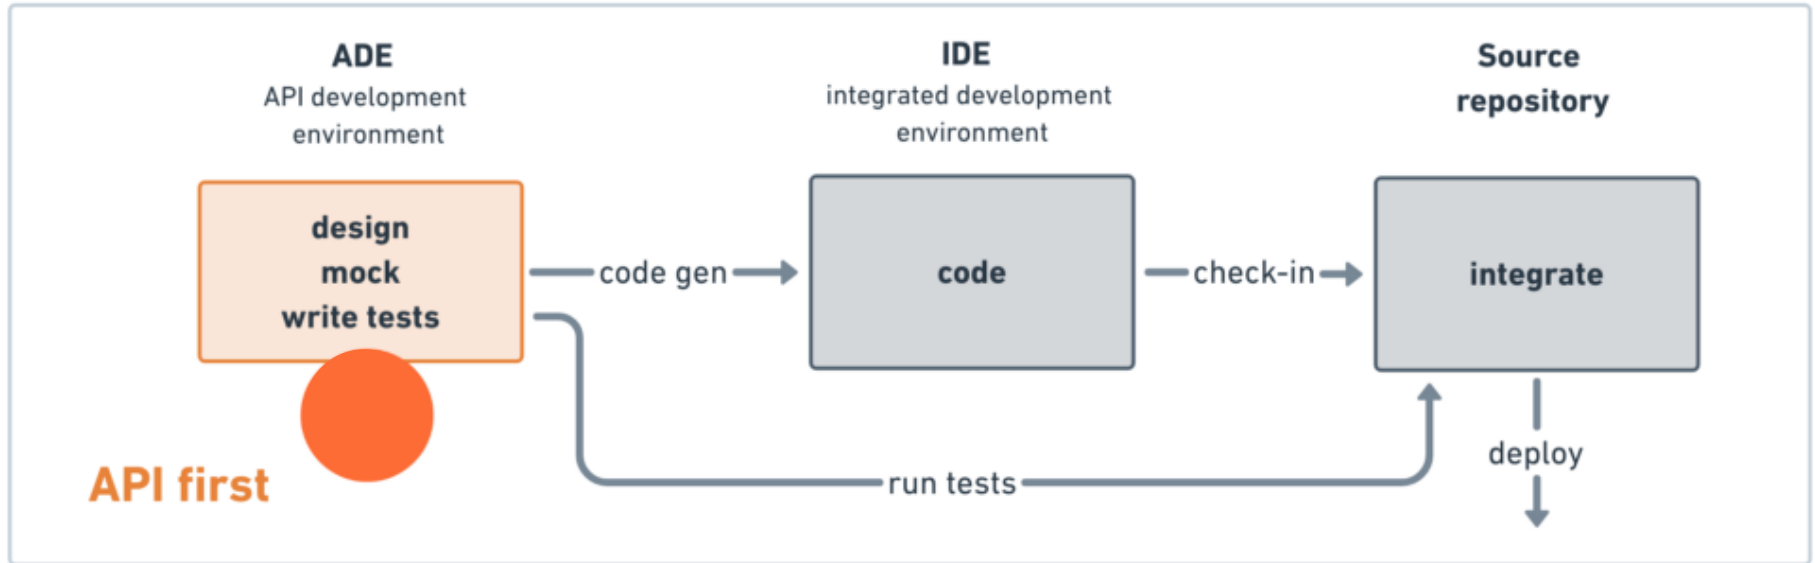 ADE
API development
environment
IDE
integrated development
environment
Source
repository
design
mock
write tests
code gen
code
check-in
integrate
API first
run tests
deploy